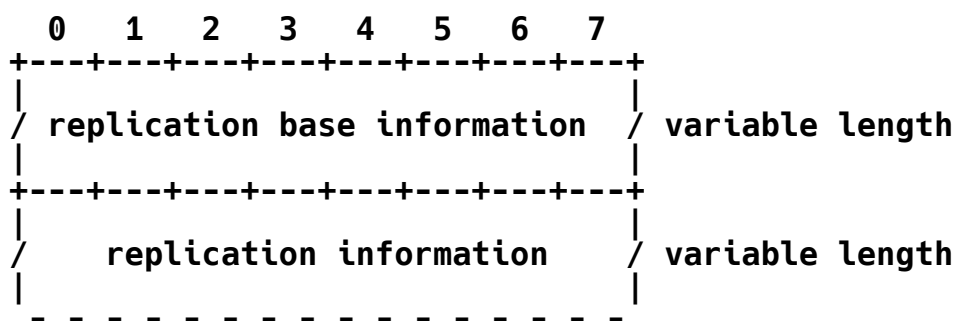 0   1   2   3   4   5   6   7
   +---+---+---+---+---+---+---+---+
   |                               |
   / replication base information  / variable length
   |                               |
   +---+---+---+---+---+---+---+---+
   |                               |
   /    replication information    / variable length
   |                               |
    - - - - - - - - - - - - - - - -